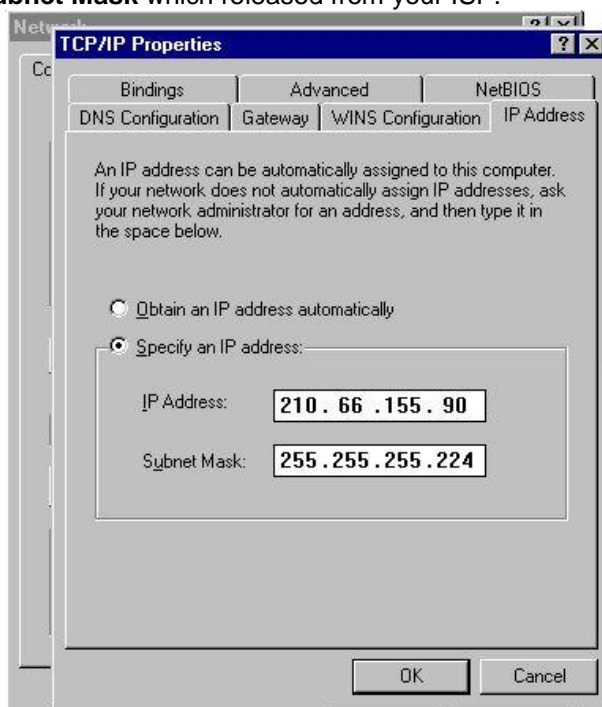 ubnet Mask which released from your ISP.
Network
TCP/IP Properties
Co
Bindings Advanced NetBIOS
DNS Configuration Gateway WINS Configuration IP Address
An IP address can be automatically assigned to this computer.
If your network does not automatically assign IP addresses, ask
your network administrator for an address, and then type it in
the space below.
Obtain an IP address automatically
Specify an IP address:
IP Address: 210 . 66 .155 . 90
Subnet Mask: 255.255.255.224
OK Cancel